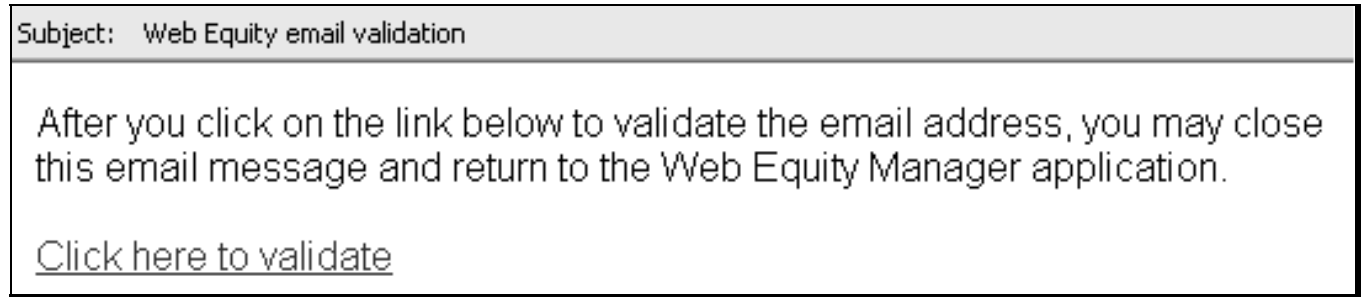 Subject: Web Equity email validation
After you click on the link below to validate the email address, you may close
this email message and return to the Web Equity Manager application.
Click here to validate